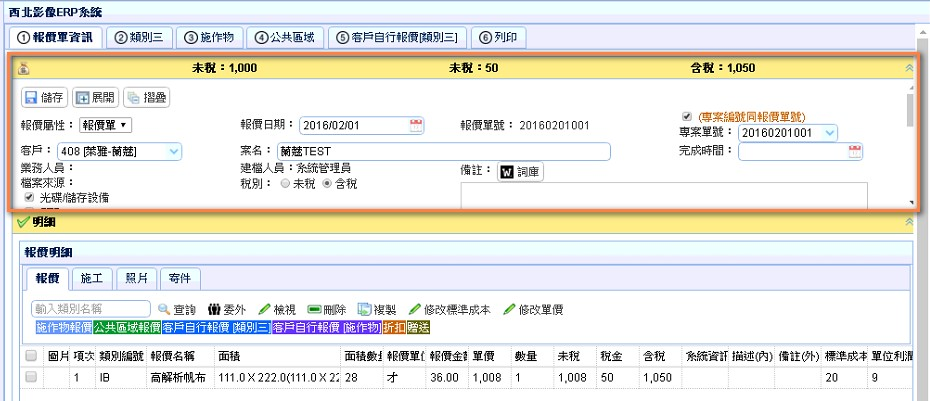 西北影像ERP系統
①報價單資訊 ②類別三 ③施作物 ④公共區域 ⑤客戶自行報價[類別三] ⑥列印
未稅：1,000 未稅：50 含稅：1,050
儲存 展開 摺疊
報價屬性： 報價單 報價日期： 2016/02/01 報價單號： 20160201001 (專案編號同報價單號)
專案單號： 20160201001
客戶： 408 [萊雅-蘭蔻] 案名： 蘭蔻TEST 完成時間：
業務人員： 建檔人員：系統管理員 備註： W 詞庫
檔案來源： 稅別： 未稅 含稅
光碟/儲存設備
明細
報價明細
報價 施工 照片 寄件
輸入類別名稱 查詢 委外 檢視 刪除 複製 修改標準成本 修改單價
施作物報價 公共區域報價 客戶自行報價 [類別三] 客戶自行報價 [施作物] 折扣 贈送
圖片 項次 類別編號 報價名稱 面積 面積數量 報價單位 報價金額 單價 數量 未稅 稅金 含稅 系統資訊 描述(內) 備註(外) 標準成本 單位利潤
1 IB 高解析帆布 111.0 X 222.0(111.0 X 22 28 才 36.00 1,008 1 1,008 50 1,050 20 9